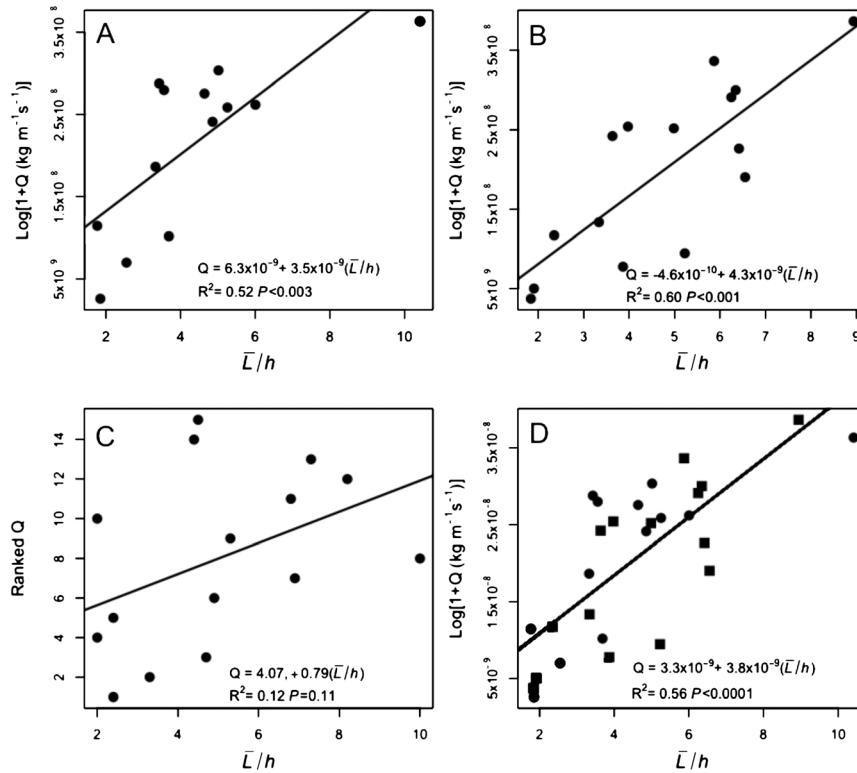 A
Log[1+Q (kg m⁻¹s⁻¹)]
3.5x10⁻⁸
2.5x10⁻⁸
1.5x10⁻⁸
5x10⁻⁹
Q = 6.3x10⁻⁹+ 3.5x10⁻⁹(L̅/h)
R²= 0.52 P<0.003
2 4 6 8 10
L̅/h
B
Log[1+Q (kg m⁻¹s⁻¹)]
3.5x10⁻⁸
2.5x10⁻⁸
1.5x10⁻⁸
5x10⁻⁹
Q = -4.6x10⁻¹⁰+ 4.3x10⁻⁹(L̅/h)
R²= 0.60 P<0.001
2 3 4 5 6 7 8 9
L̅/h
C
Ranked Q
14
12
10
8
6
4
2
Q = 4.07, + 0.79(L̅/h)
R²= 0.12 P=0.11
2 4 6 8 10
L̅/h
D
Log[1+Q (kg m⁻¹s⁻¹)]
3.5x10⁻⁸
2.5x10⁻⁸
1.5x10⁻⁸
5x10⁻⁹
Q = 3.3x10⁻⁹+ 3.8x10⁻⁹(L̅/h)
R²= 0.56 P<0.0001
2 4 6 8 10
L̅/h